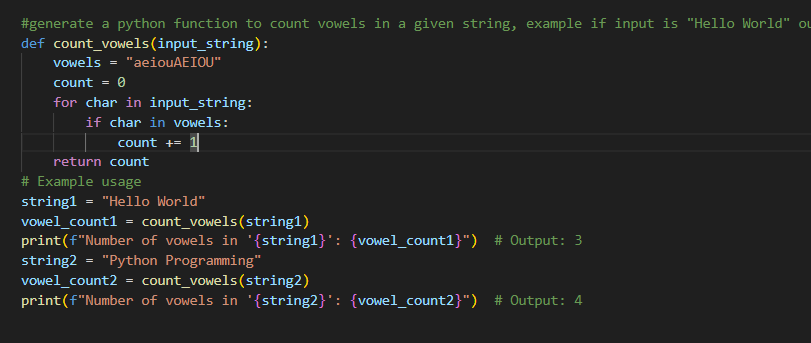 #generate a python function to count vowels in a given string, example if input is "Hello World" ou
def count_vowels(input_string):
    vowels = "aeiouAEIOU"
    count = 0
    for char in input_string:
        if char in vowels:
            count += 1
    return count
# Example usage
string1 = "Hello World"
vowel_count1 = count_vowels(string1)
print(f"Number of vowels in '{string1}': {vowel_count1}")  # Output: 3
string2 = "Python Programming"
vowel_count2 = count_vowels(string2)
print(f"Number of vowels in '{string2}': {vowel_count2}")  # Output: 4